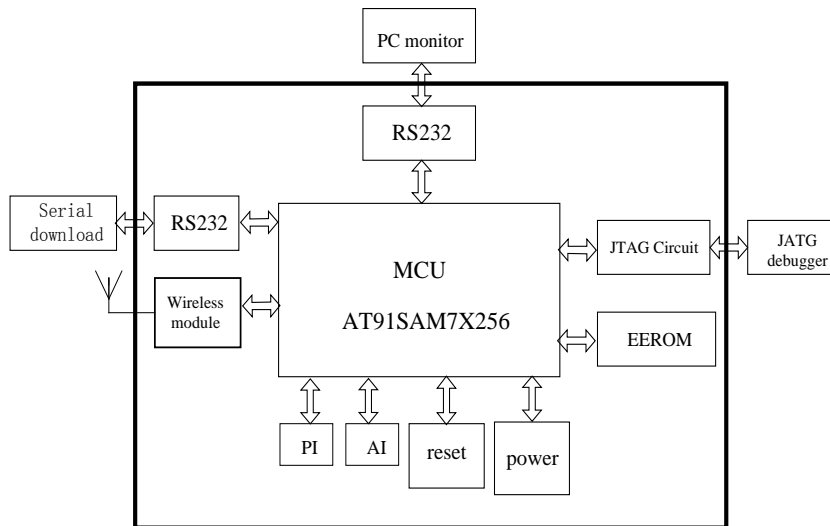 PC monitor
RS232
Serial
download
RS232
MCU
AT91SAM7X256
JTAG Circuit
JATG
debugger
Wireless
module
EEROM
PI
AI
reset
power